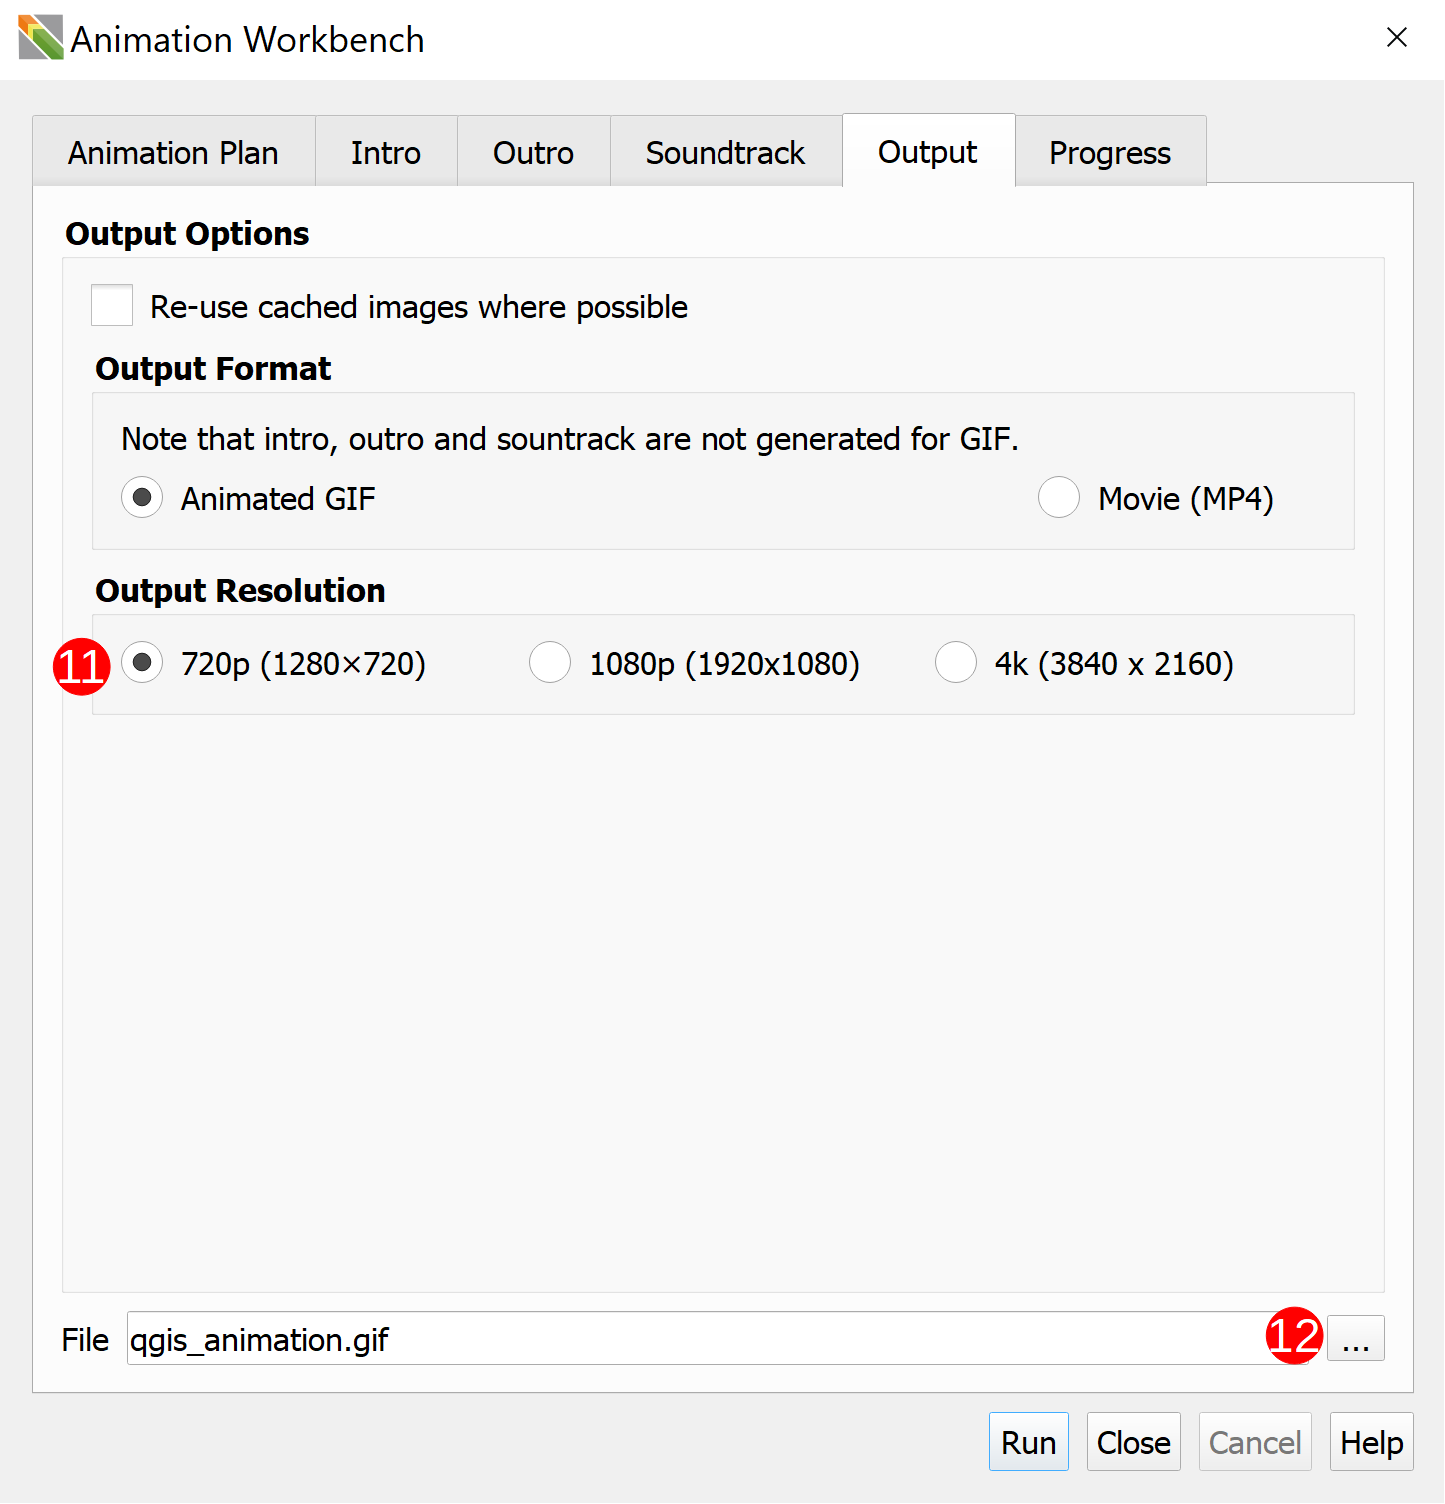 Animation Workbench
Animation Plan Intro Outro Soundtrack Output Progress
Output Options
Re-use cached images where possible
Output Format
Note that intro, outro and sountrack are not generated for GIF.
Animated GIF Movie (MP4)
Output Resolution
11 720p (1280×720) 1080p (1920x1080) 4k (3840 x 2160)
File qgis_animation.gif 12 ...
Run Close Cancel Help